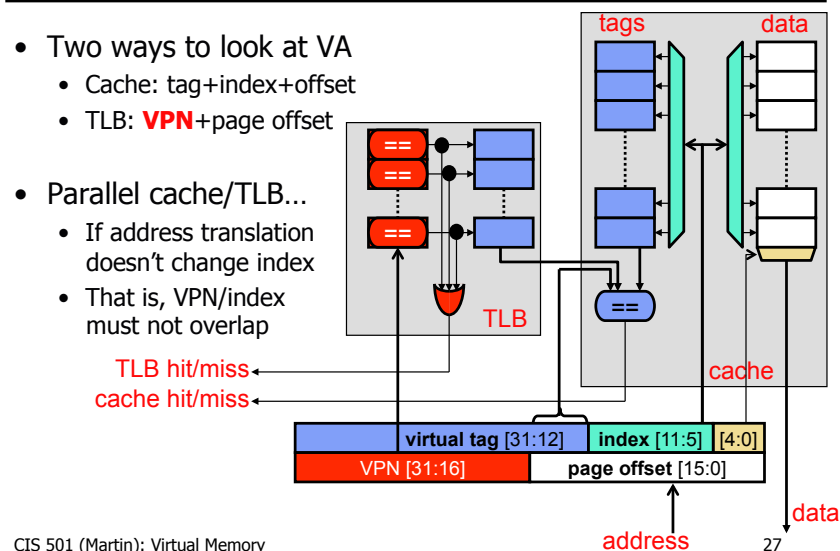 • Two ways to look at VA
• Cache: tag+index+offset
• TLB: VPN+page offset
• Parallel cache/TLB...
• If address translation
doesn't change index
• That is, VPN/index
must not overlap
tags
data
==
==
==
TLB
==
cache
TLB hit/miss
cache hit/miss
virtual tag [31:12]
index [11:5]
[4:0]
VPN [31:16]
page offset [15:0]
address
data
CIS 501 (Martin): Virtual Memory
27